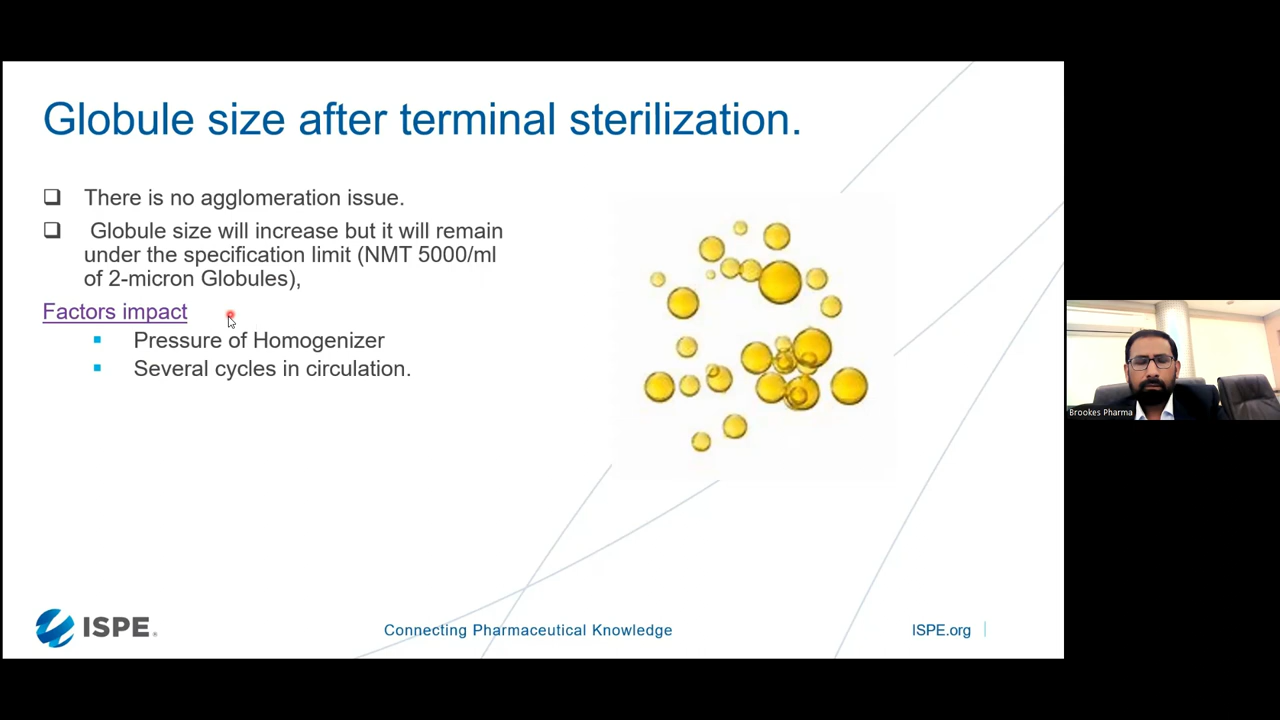 Globule size after terminal sterilization.
❑ There is no agglomeration issue.
❑ Globule size will increase but it will remain
under the specification limit (NMT 5000/ml
of 2-micron Globules),
Factors impact
▪ Pressure of Homogenizer
▪ Several cycles in circulation.
Brookes Pharma
ISPE®
Connecting Pharmaceutical Knowledge
ISPE.org